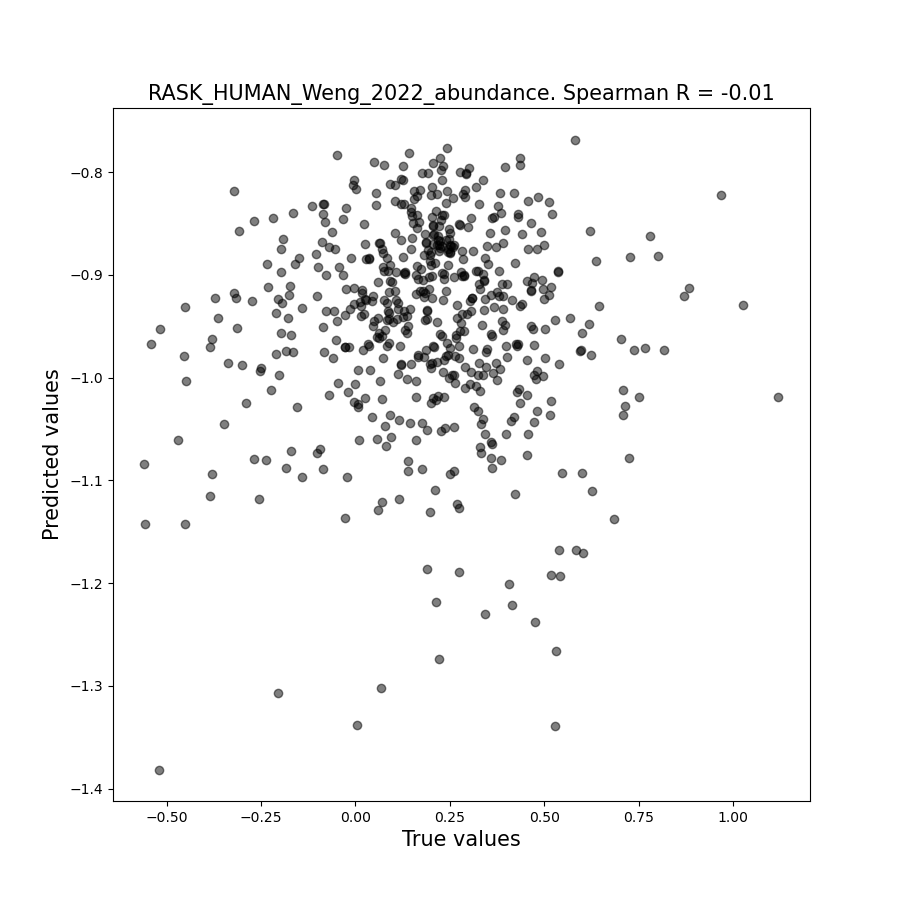 RASK_HUMAN_Weng_2022_abundance. Spearman R = -0.01
Predicted values
−0.8
−0.9
−1.0
−1.1
−1.2
−1.3
−1.4
−0.50 −0.25 0.00 0.25 0.50 0.75 1.00
True values